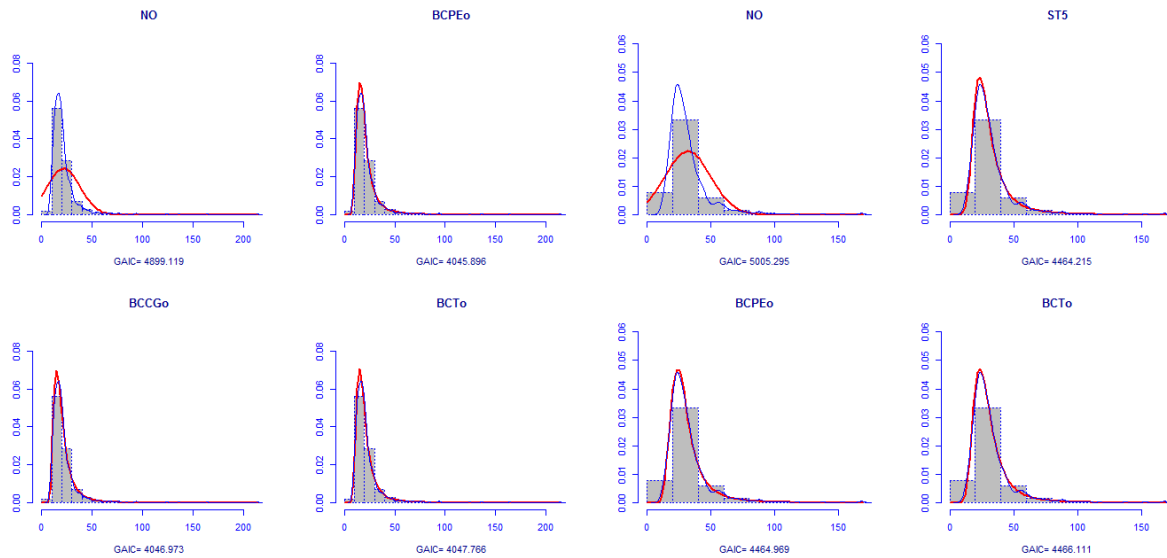 NO
0.00 0.02 0.04 0.06 0.08
0 50 100 150 200
GAIC= 4899.119
BCPEo
0.00 0.02 0.04 0.06 0.08
0 50 100 150 200
GAIC= 4045.896
NO
0.00 0.01 0.02 0.03 0.04 0.05 0.06
0 50 100 150
GAIC= 5005.295
ST5
0.00 0.01 0.02 0.03 0.04 0.05 0.06
0 50 100 150
GAIC= 4464.215
BCCGo
0.00 0.02 0.04 0.06 0.08
0 50 100 150 200
GAIC= 4046.973
BCTo
0.00 0.02 0.04 0.06 0.08
0 50 100 150 200
GAIC= 4047.766
BCPEo
0.00 0.01 0.02 0.03 0.04 0.05 0.06
0 50 100 150
GAIC= 4464.969
BCTo
0.00 0.01 0.02 0.03 0.04 0.05 0.06
0 50 100 150
GAIC= 4466.111